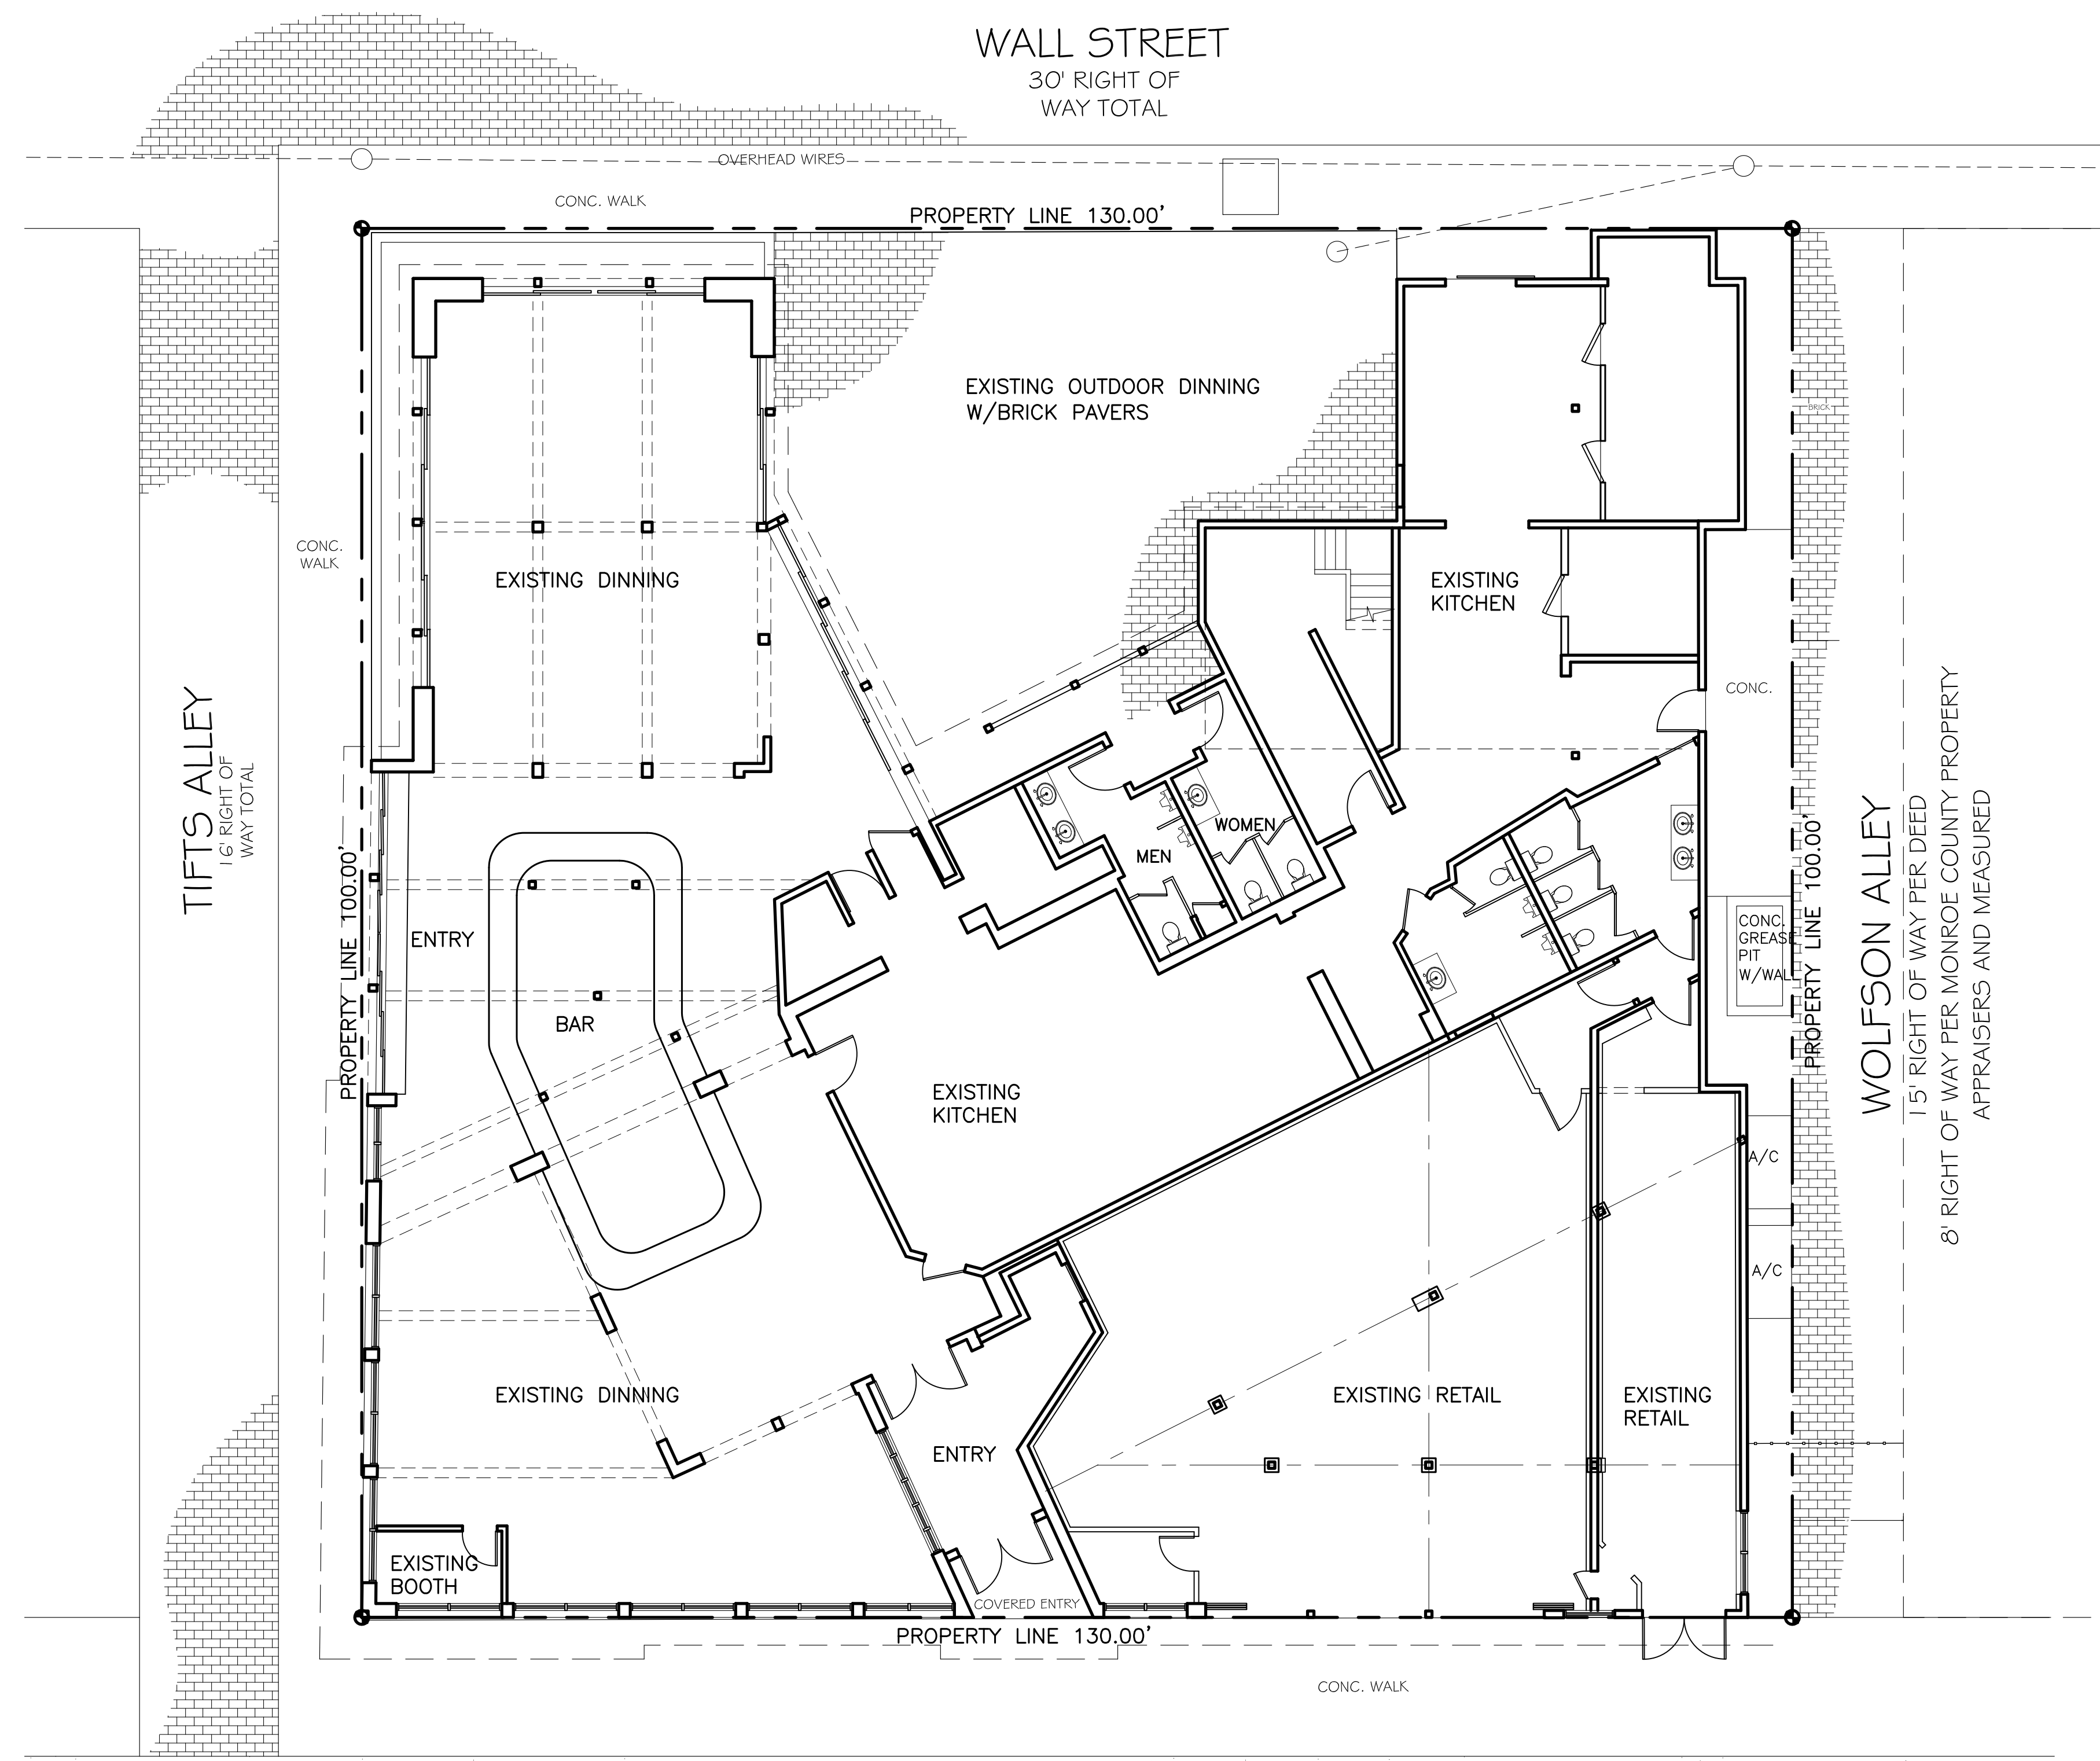 WALL STREET
30' RIGHT OF
WAY TOTAL
OVERHEAD WIRES
CONC. WALK
PROPERTY LINE 130.00'
EXISTING OUTDOOR DINNING
W/BRICK PAVERS
BRICK
CONC.
WALK
EXISTING DINNING
EXISTING
KITCHEN
CONC.
TIFTS ALLEY
16' RIGHT OF
WAY TOTAL
PROPERTY LINE 100.00'
WOMEN
MEN
ENTRY
BAR
CONC.
GREASE
PIT
W/WALL
PROPERTY LINE 100.00'
WOLFSON ALLEY
15' RIGHT OF WAY PER DEED
8' RIGHT OF WAY PER MONROE COUNTY PROPERTY
APPRAISERS AND MEASURED
EXISTING
KITCHEN
A/C
A/C
EXISTING DINNING
EXISTING RETAIL
EXISTING
RETAIL
ENTRY
EXISTING
BOOTH
COVERED ENTRY
PROPERTY LINE 130.00'
CONC. WALK